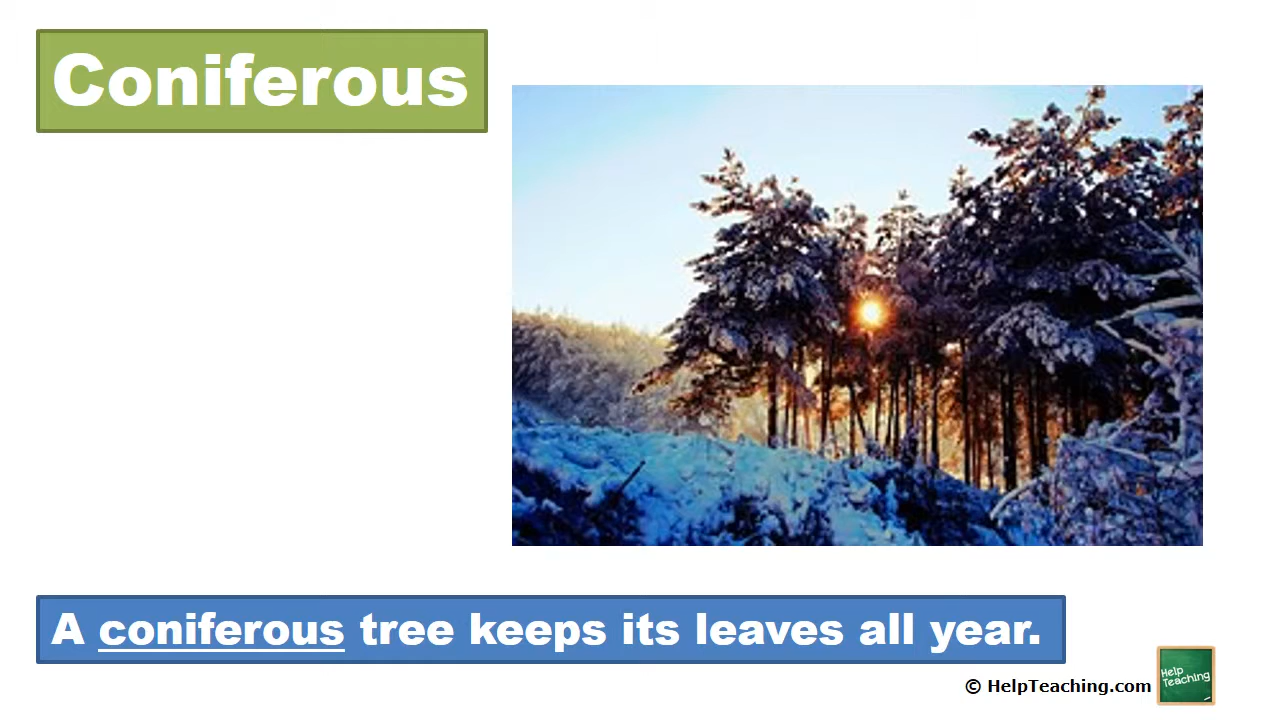 Coniferous
A coniferous tree keeps its leaves all year.
© HelpTeaching.com
Help
Teaching